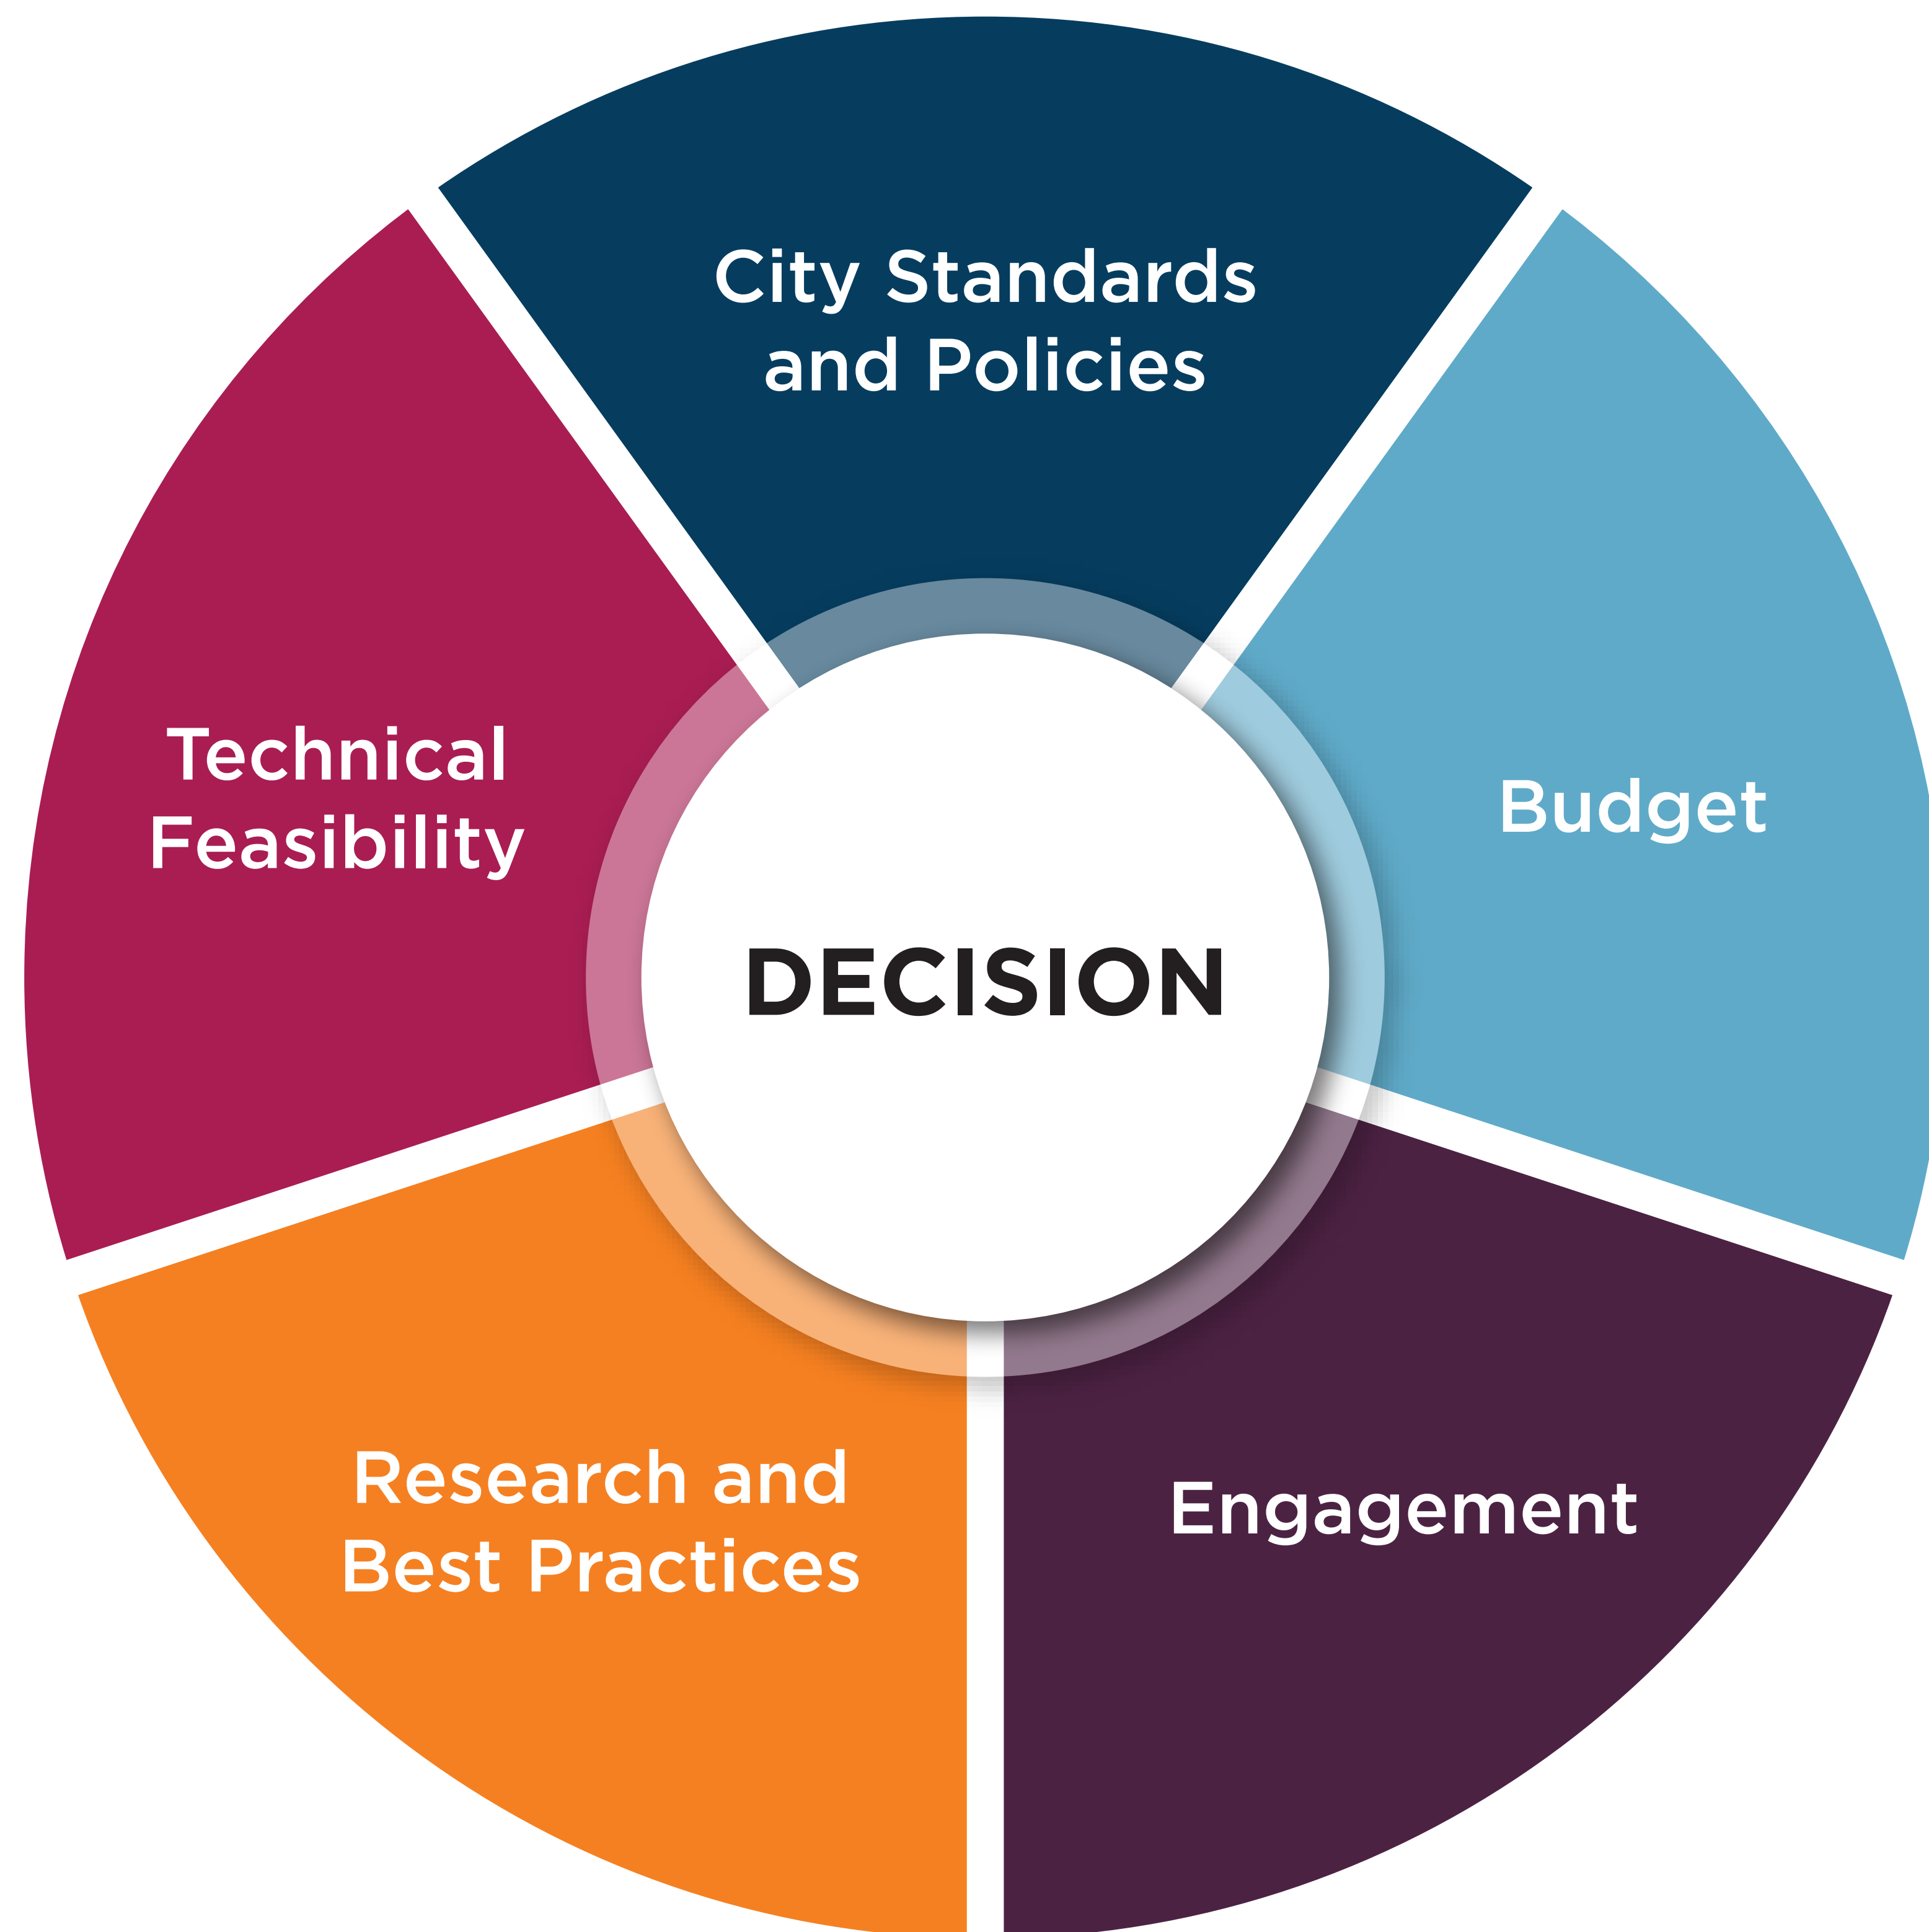 City Standards
and Policies
Technical
Feasibility
Budget
DECISION
Research and
Best Practices
Engagement